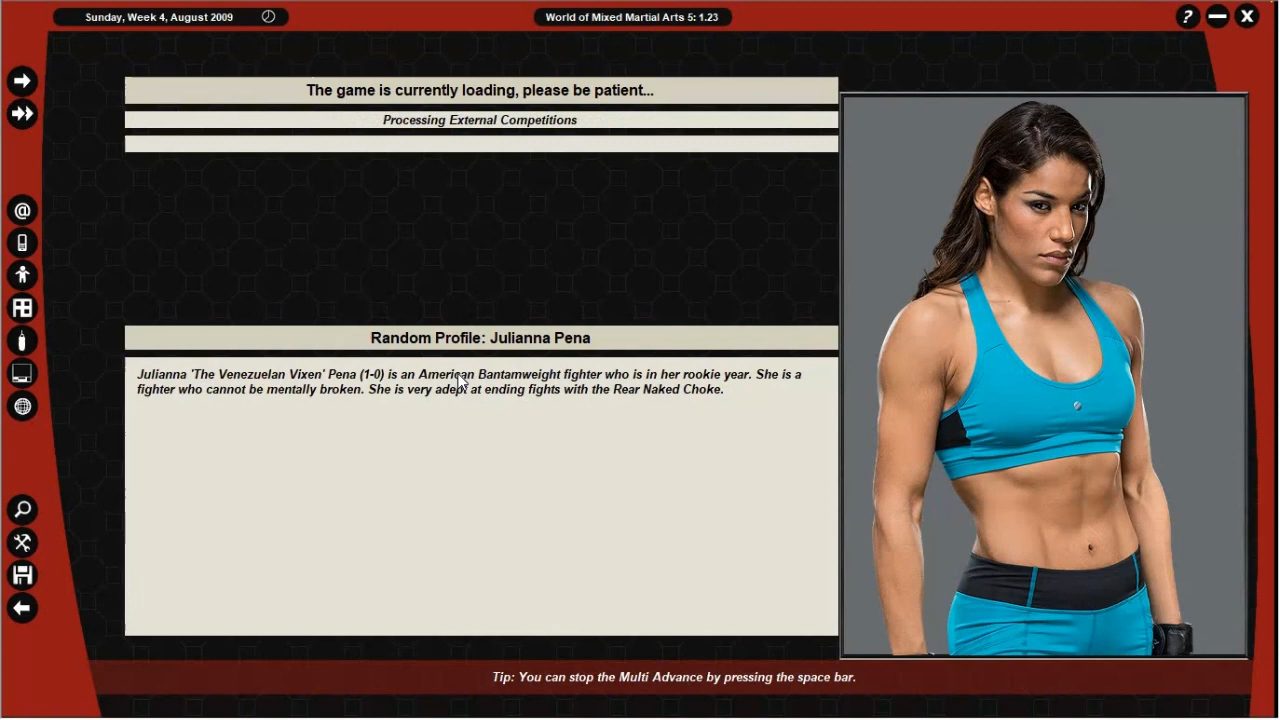 Sunday, Week 4, August 2009
World of Mixed Martial Arts 5: 1.23
?
X
The game is currently loading, please be patient...
Processing External Competitions
@
Random Profile: Julianna Pena
Julianna 'The Venezuelan Vixen' Pena (1-0) is an American Bantamweight fighter who is in her rookie year. She is a
fighter who cannot be mentally broken. She is very adept at ending fights with the Rear Naked Choke.
Tip: You can stop the Multi Advance by pressing the space bar.